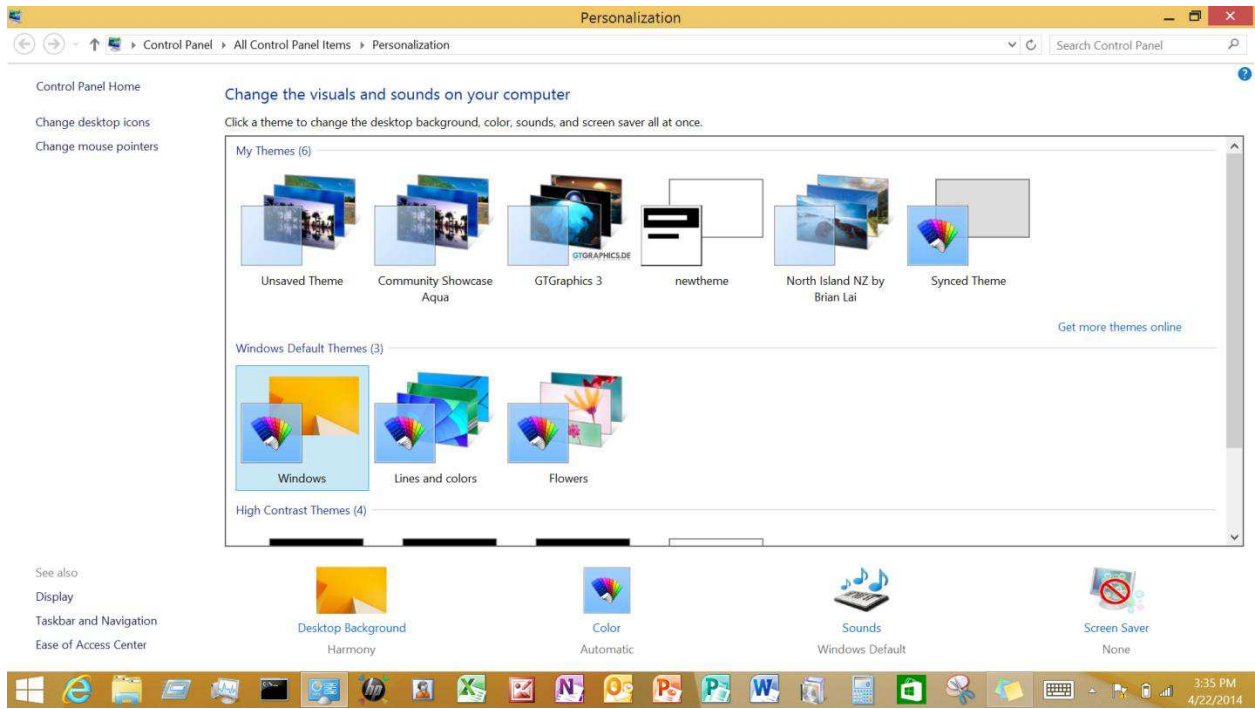 Personalization
Control Panel ▸ All Control Panel Items ▸ Personalization
Search Control Panel
Control Panel Home
Change desktop icons
Change mouse pointers
Change the visuals and sounds on your computer
Click a theme to change the desktop background, color, sounds, and screen saver all at once.
My Themes (6)
GTGRAPHICS.DE
Unsaved Theme
Community Showcase
Aqua
GTGraphics 3
newtheme
North Island NZ by
Brian Lai
Synced Theme
Get more themes online
Windows Default Themes (3)
Windows
Lines and colors
Flowers
High Contrast Themes (4)
See also
Display
Taskbar and Navigation
Ease of Access Center
Desktop Background
Harmony
Color
Automatic
Sounds
Windows Default
Screen Saver
None
3:35 PM
4/22/2014